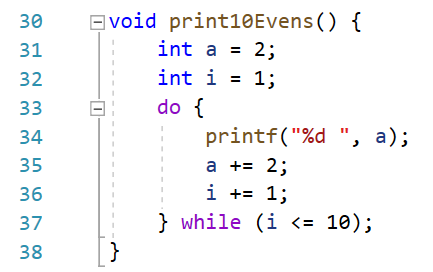 30 void print10Evens() {
31     int a = 2;
32     int i = 1;
33     do {
34         printf("%d ", a);
35         a += 2;
36         i += 1;
37     } while (i <= 10);
38 }